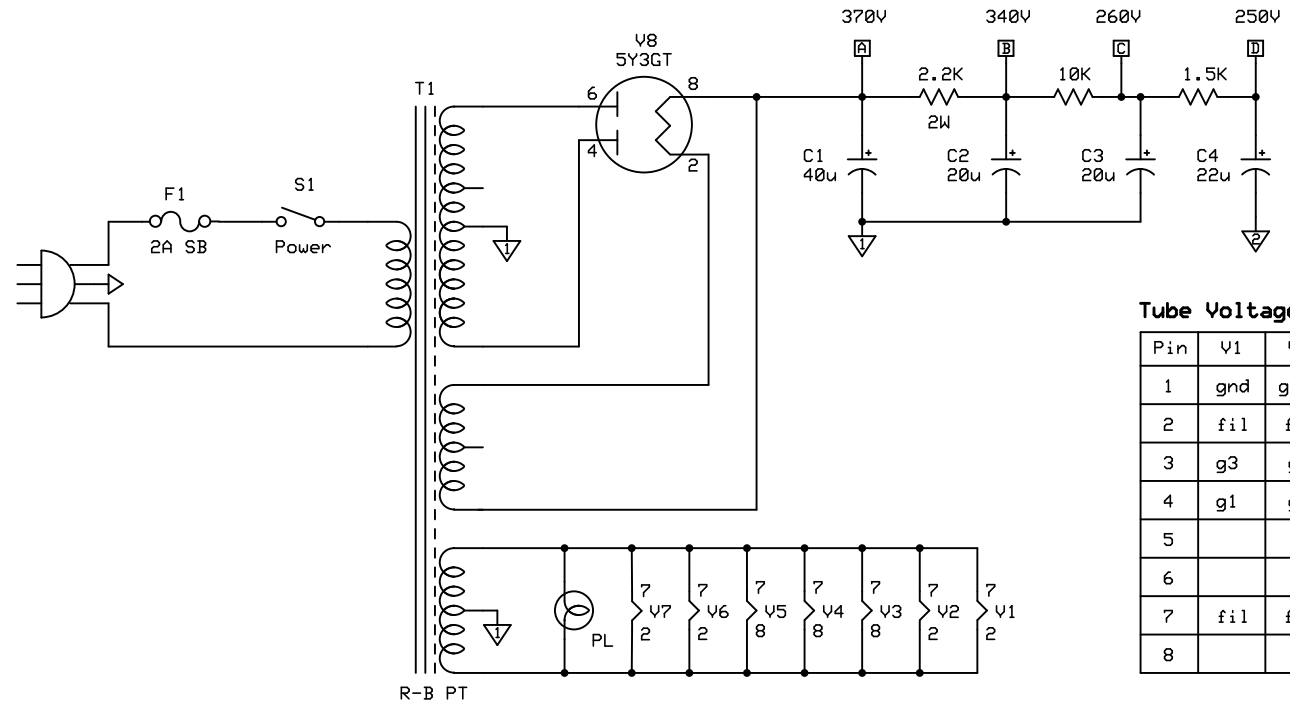 370V 340V 260V 250V
A B C D
V8
5Y3GT
6 8
4 2
2.2K 10K 1.5K
2W
T1
C1 C2 C3 C4
40u 20u 20u 22u
+ + + +
F1 S1
2A SB Power
1
1 2
Tube Voltage
Pin V1
1 gnd g
2 fil f
3 g3 g
4 g1 g
5
6
7 fil f
8
7 7 7 7 7 7 7
V7 V6 V5 V4 V3 V2 V1
2 2 8 8 8 2 2
1
PL
R-B PT